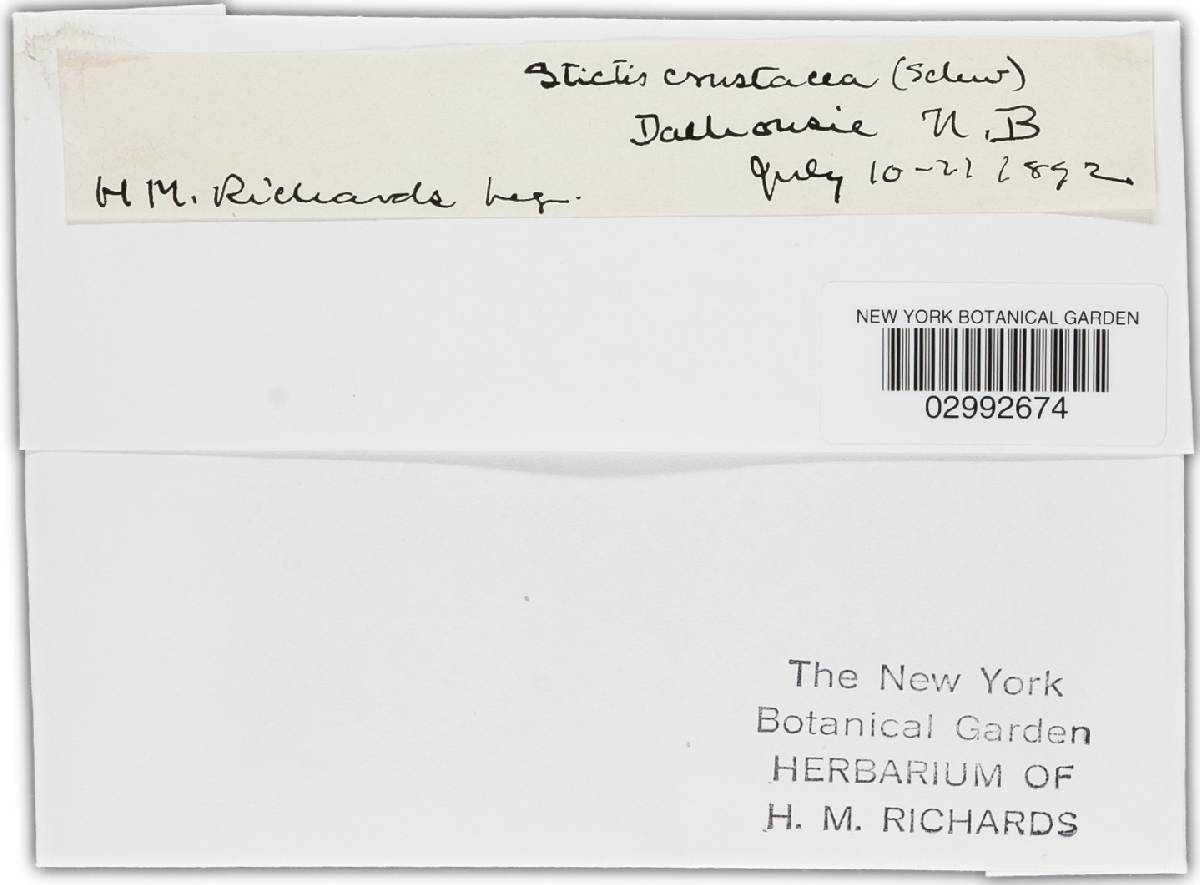 Stictis crustacea (Schw)
Dalhousie N.B
July 10-21 1892.
H M. Richards Leg.
NEW YORK BOTANICAL GARDEN
02992674
The New York
Botanical Garden
HERBARIUM OF
H. M. RICHARDS